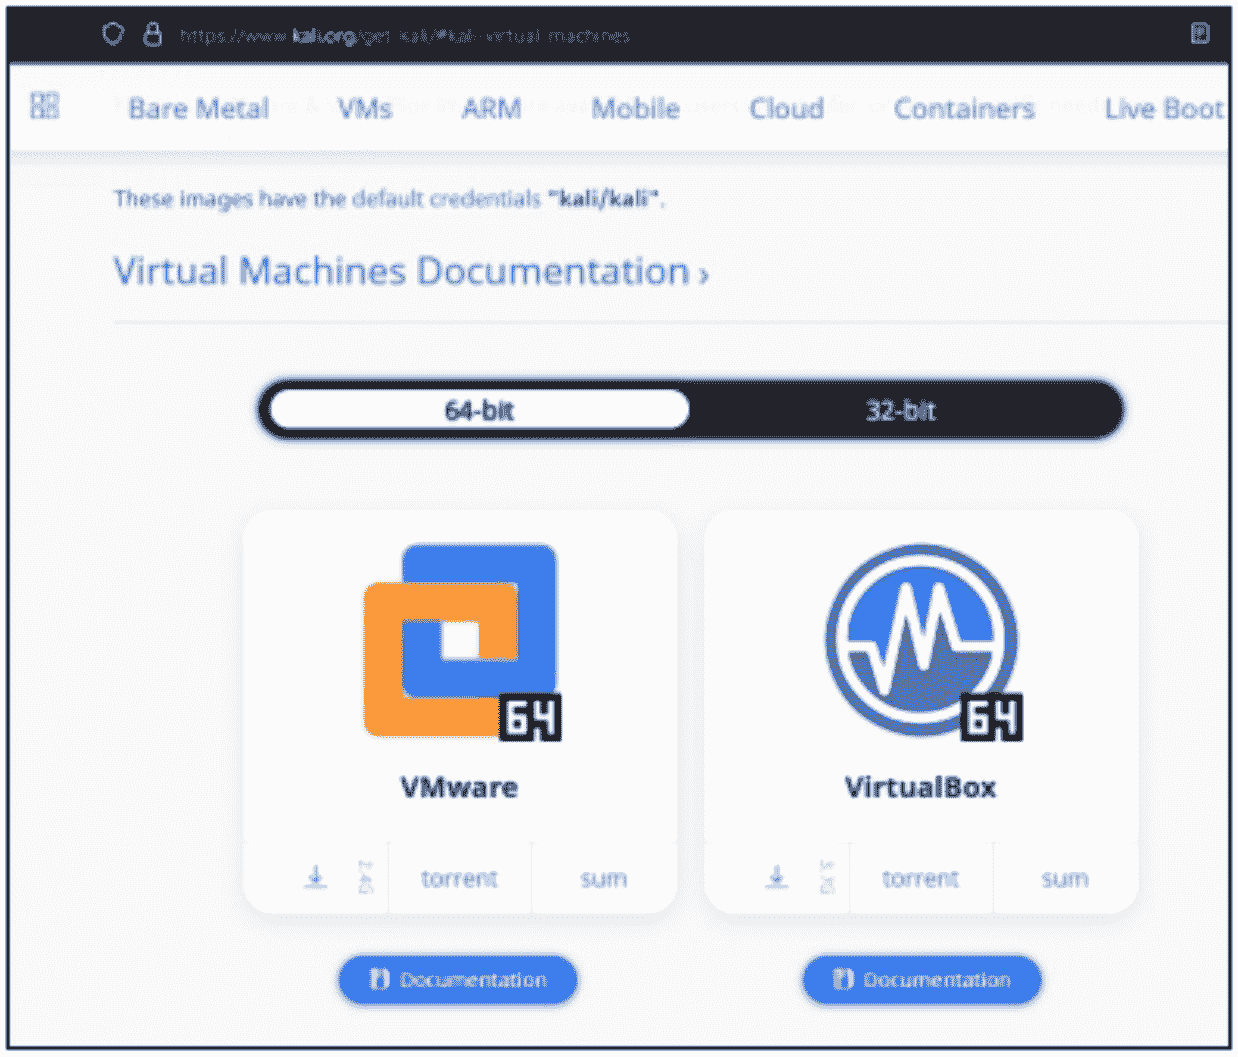 https://www.kali.org/get-kali/#kali-virtual-machines
Bare Metal VMs ARM Mobile Cloud Containers Live Boot
These images have the default credentials "kali/kali".
Virtual Machines Documentation ›
64-bit 32-bit
64 64
VMware VirtualBox
torrent sum torrent sum
Documentation Documentation